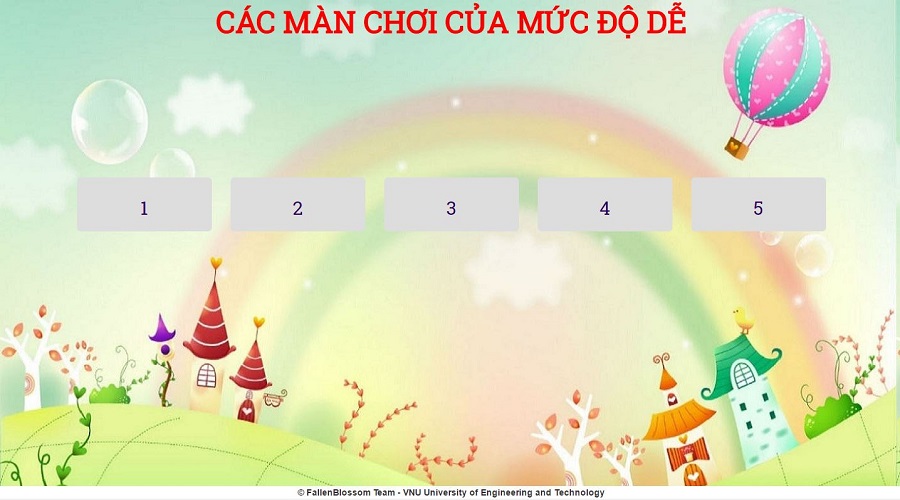 CÁC MÀN CHƠI CỦA MỨC ĐỘ DỄ
1 2 3 4 5
© FallenBlossom Team - VNU University of Engineering and Technology